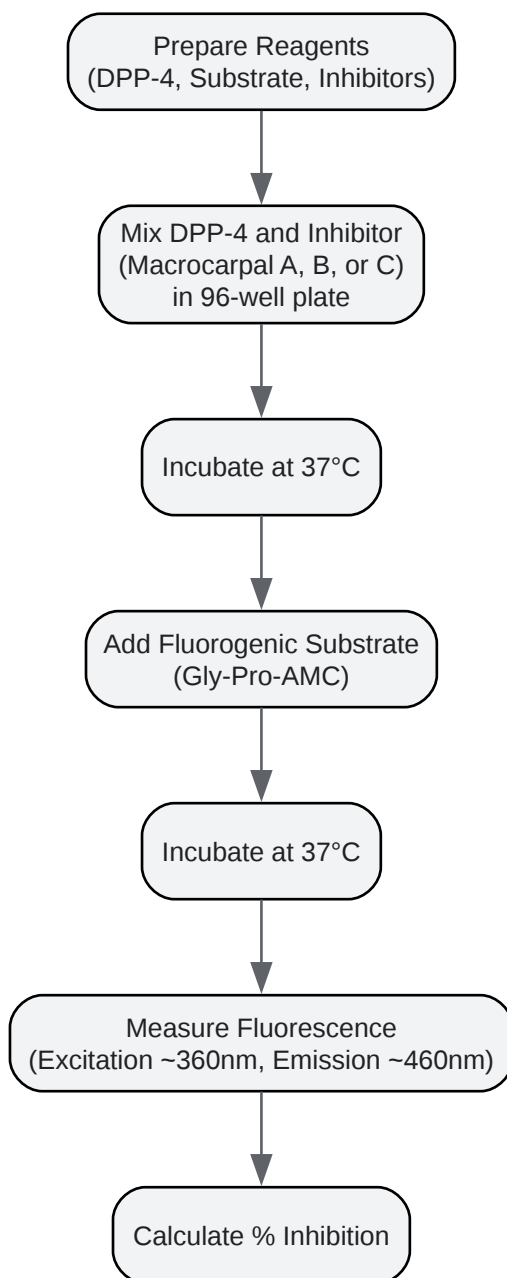 Prepare Reagents
(DPP-4, Substrate, Inhibitors)
Mix DPP-4 and Inhibitor
(Macrocarpal A, B, or C)
in 96-well plate
Incubate at 37°C
Add Fluorogenic Substrate
(Gly-Pro-AMC)
Incubate at 37°C
Measure Fluorescence
(Excitation ~360nm, Emission ~460nm)
Calculate % Inhibition